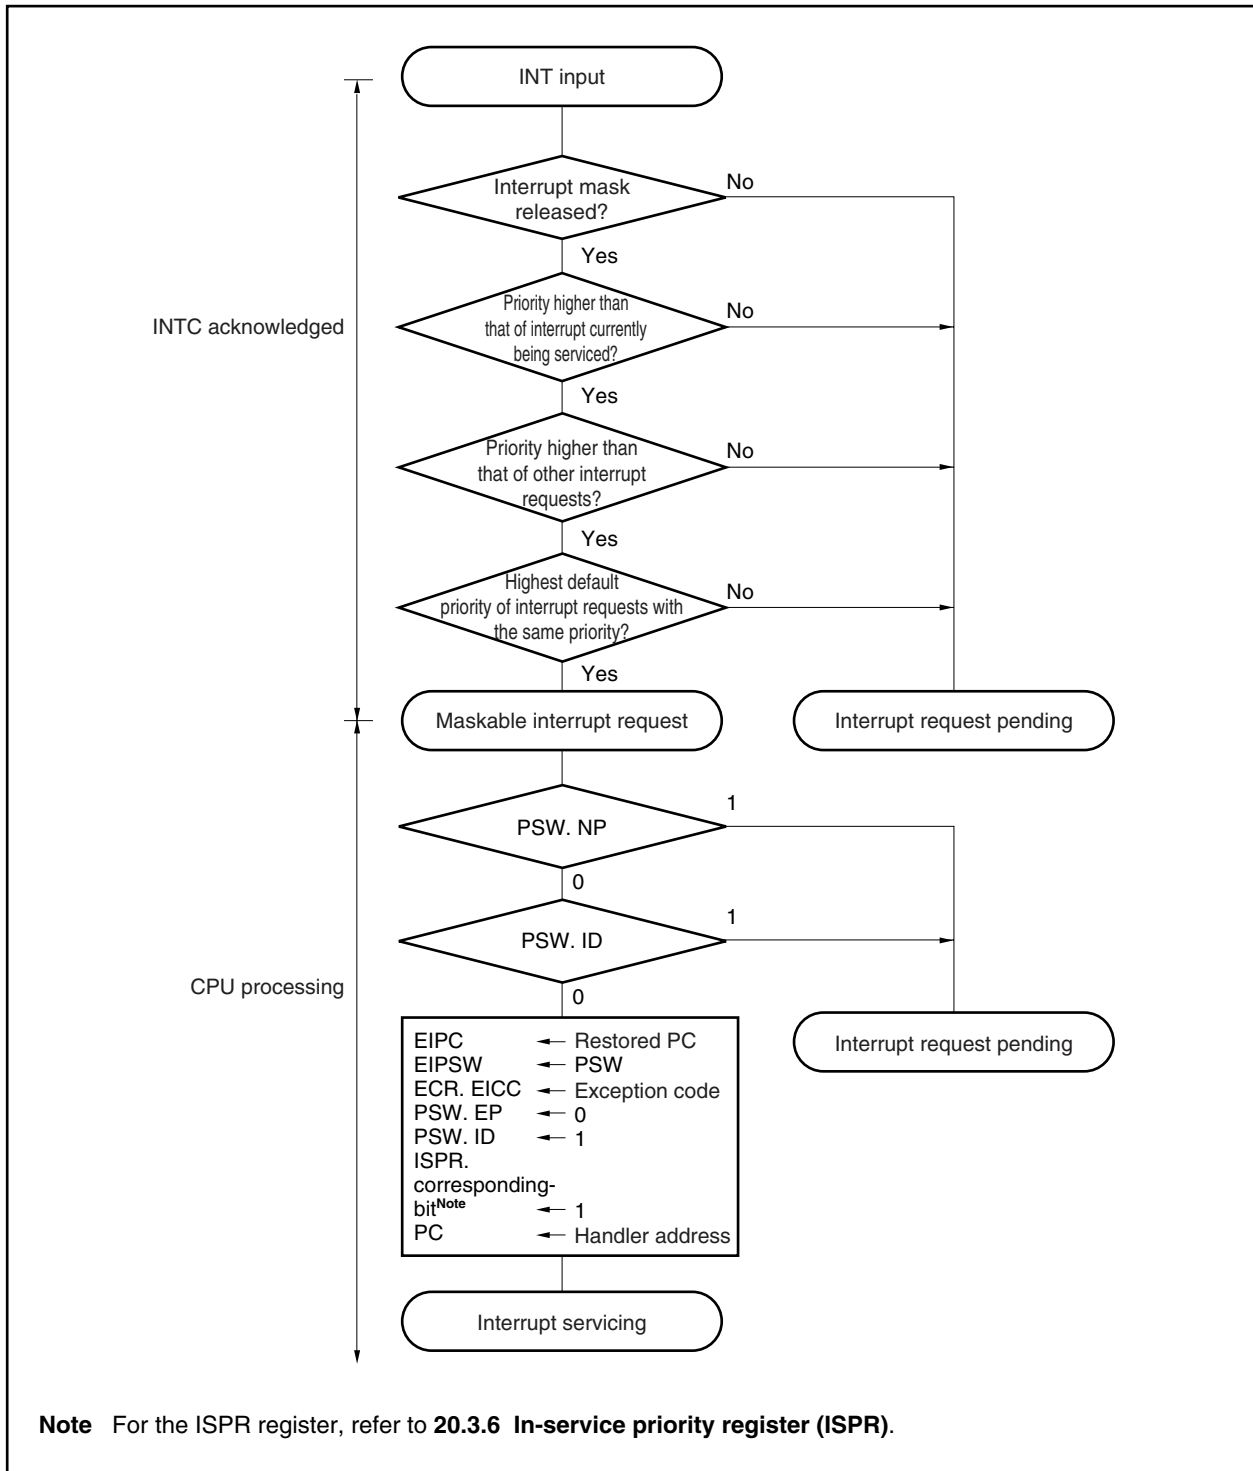 INT input
Interrupt mask
released?
No
Yes
Priority higher than
that of interrupt currently
being serviced?
No
INTC acknowledged
Yes
Priority higher than
that of other interrupt
requests?
No
Yes
Highest default
priority of interrupt requests with
the same priority?
No
Yes
Maskable interrupt request
Interrupt request pending
PSW. NP
1
0
PSW. ID
1
CPU processing
0
EIPC ← Restored PC
EIPSW ← PSW
ECR. EICC ← Exception code
PSW. EP ← 0
PSW. ID ← 1
ISPR.
corresponding-
bitNote ← 1
PC ← Handler address
Interrupt request pending
Interrupt servicing
Note For the ISPR register, refer to 20.3.6 In-service priority register (ISPR).